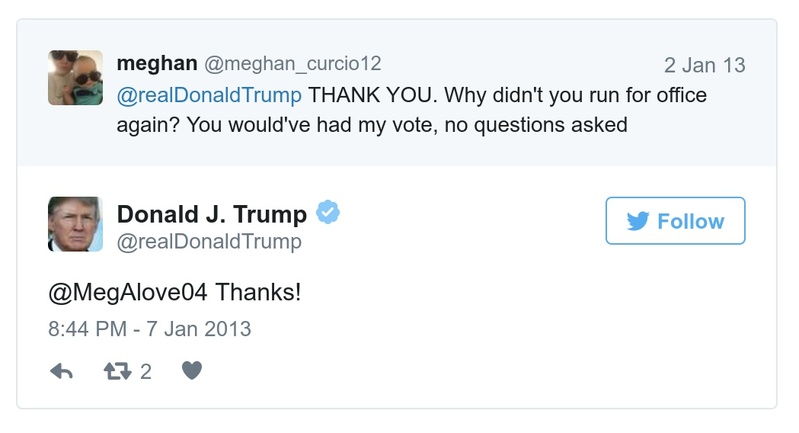 meghan @meghan_curcio12 2 Jan 13
@realDonaldTrump THANK YOU. Why didn't you run for office
again? You would've had my vote, no questions asked
Donald J. Trump
@realDonaldTrump
Follow
@MegAlove04 Thanks!
8:44 PM - 7 Jan 2013
2